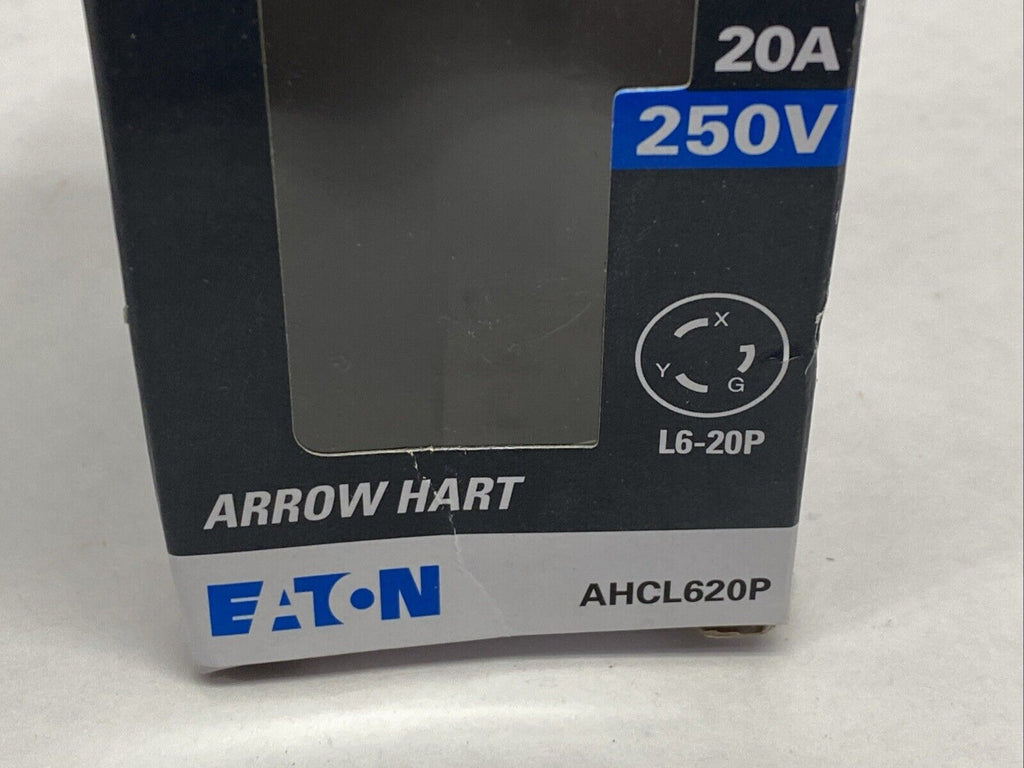 20A
250V
X
Y
G
L6-20P
ARROW HART
EATON
AHCL620P